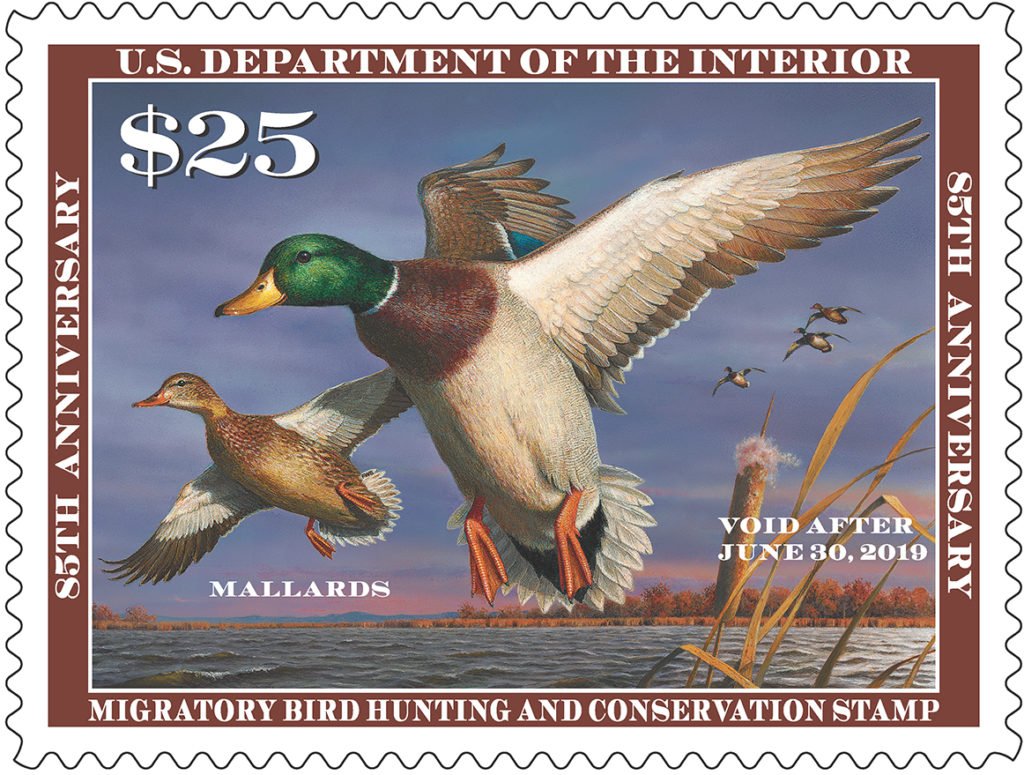 U.S. DEPARTMENT OF THE INTERIOR
$25
85TH ANNIVERSARY
85TH ANNIVERSARY
VOID AFTER
JUNE 30, 2019
MALLARDS
MIGRATORY BIRD HUNTING AND CONSERVATION STAMP